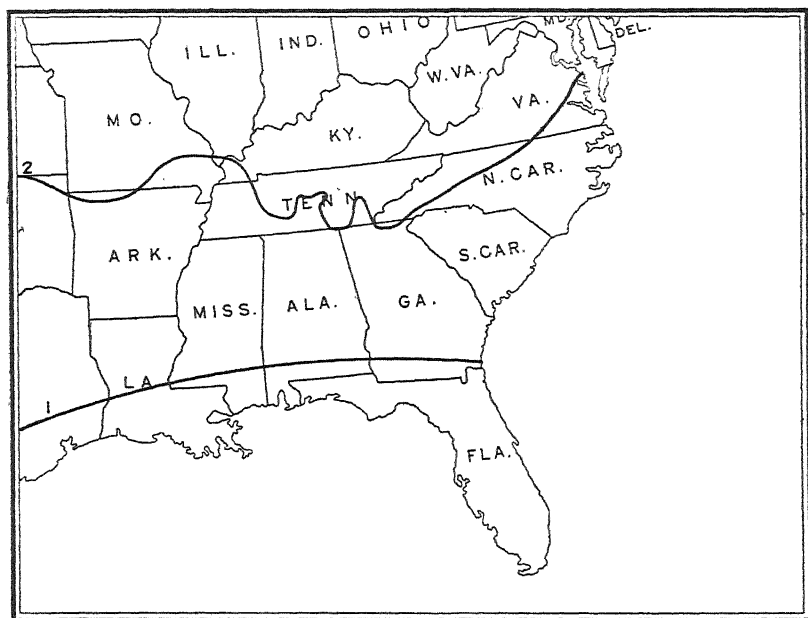 MD.
OHIO
DEL.
ILL.
IND.
W.VA.
VA.
MO.
KY.
2
TENN
N.CAR.
ARK.
S.CAR.
MISS.
ALA.
GA.
LA
1
FLA.